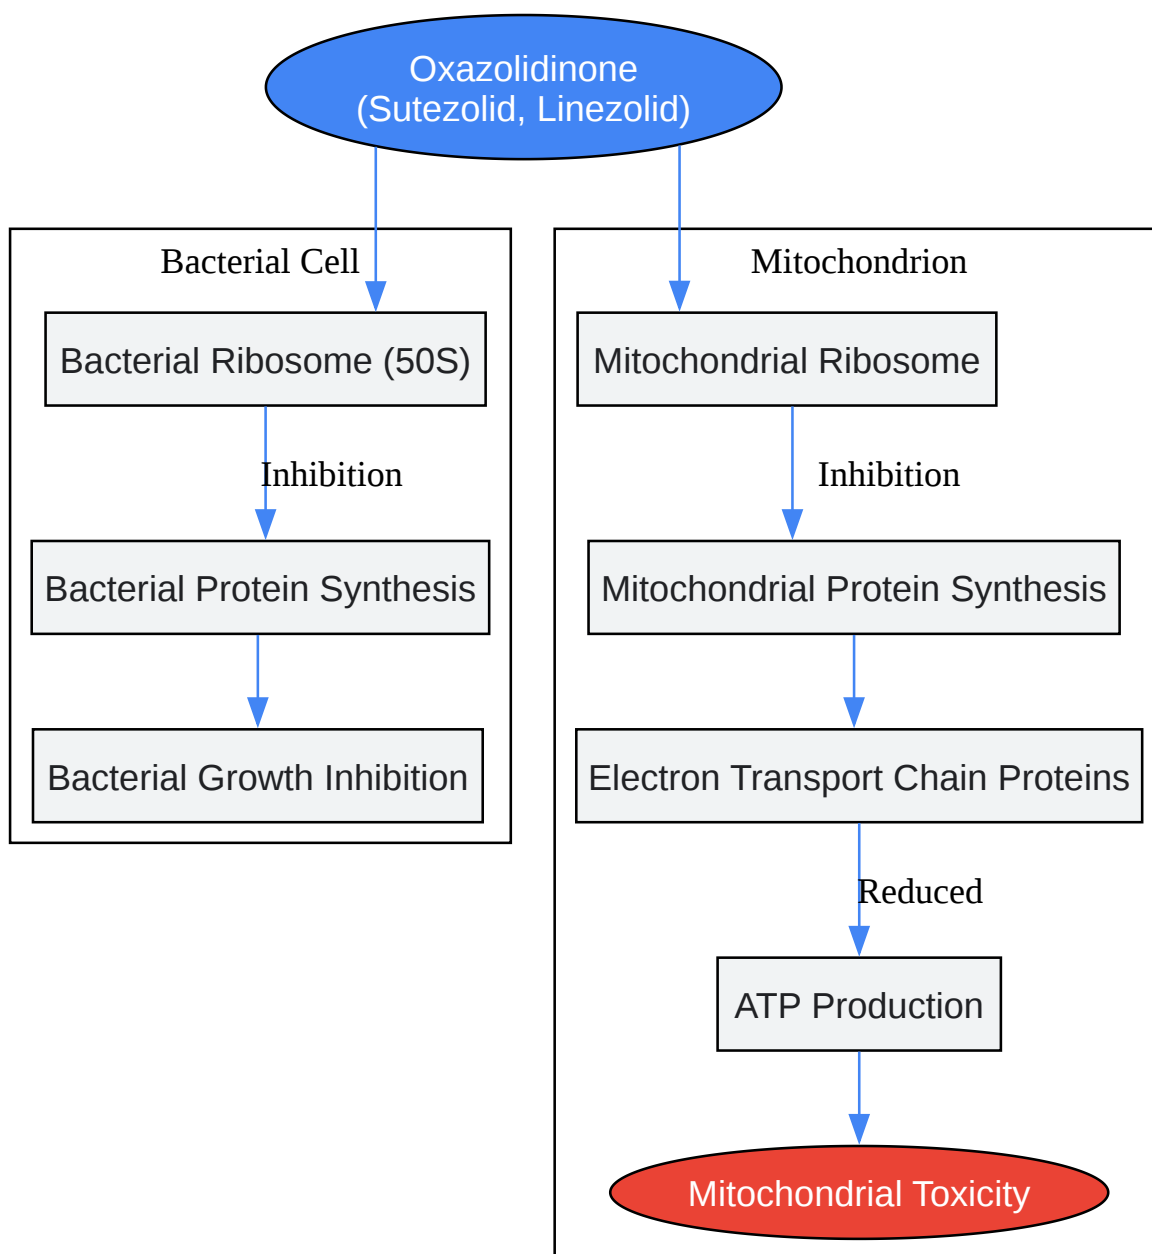 Oxazolidinone
(Sutezolid, Linezolid)
Bacterial Cell
Bacterial Ribosome (50S)
Inhibition
Bacterial Protein Synthesis
Bacterial Growth Inhibition
Mitochondrion
Mitochondrial Ribosome
Inhibition
Mitochondrial Protein Synthesis
Electron Transport Chain Proteins
Reduced
ATP Production
Mitochondrial Toxicity